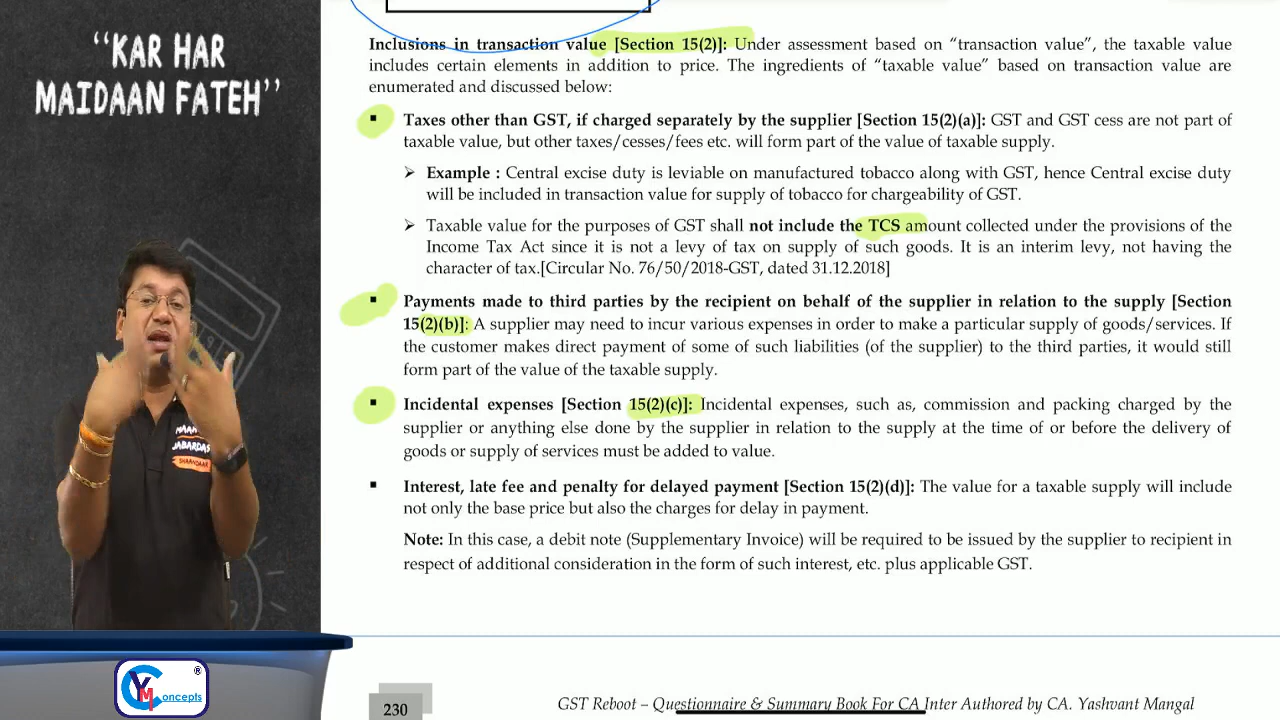 “KAR HAR
MAIDAAN FATEH”
Inclusions in transaction value [Section 15(2)]: Under assessment based on “transaction value”, the taxable value
includes certain elements in addition to price. The ingredients of “taxable value” based on transaction value are
enumerated and discussed below:
▪ Taxes other than GST, if charged separately by the supplier [Section 15(2)(a)]: GST and GST cess are not part of
taxable value, but other taxes/cesses/fees etc. will form part of the value of taxable supply.
➢ Example : Central excise duty is leviable on manufactured tobacco along with GST, hence Central excise duty
will be included in transaction value for supply of tobacco for chargeability of GST.
➢ Taxable value for the purposes of GST shall not include the TCS amount collected under the provisions of the
Income Tax Act since it is not a levy of tax on supply of such goods. It is an interim levy, not having the
character of tax.[Circular No. 76/50/2018-GST, dated 31.12.2018]
▪ Payments made to third parties by the recipient on behalf of the supplier in relation to the supply [Section
15(2)(b)]: A supplier may need to incur various expenses in order to make a particular supply of goods/services. If
the customer makes direct payment of some of such liabilities (of the supplier) to the third parties, it would still
form part of the value of the taxable supply.
▪ Incidental expenses [Section 15(2)(c)]: Incidental expenses, such as, commission and packing charged by the
supplier or anything else done by the supplier in relation to the supply at the time of or before the delivery of
goods or supply of services must be added to value.
▪ Interest, late fee and penalty for delayed payment [Section 15(2)(d)]: The value for a taxable supply will include
not only the base price but also the charges for delay in payment.
Note: In this case, a debit note (Supplementary Invoice) will be required to be issued by the supplier to recipient in
respect of additional consideration in the form of such interest, etc. plus applicable GST.
JABARDAS
SHAANDAAR
YM Concepts ®
230
GST Reboot – Questionnaire & Summary Book For CA Inter Authored by CA. Yashvant Mangal